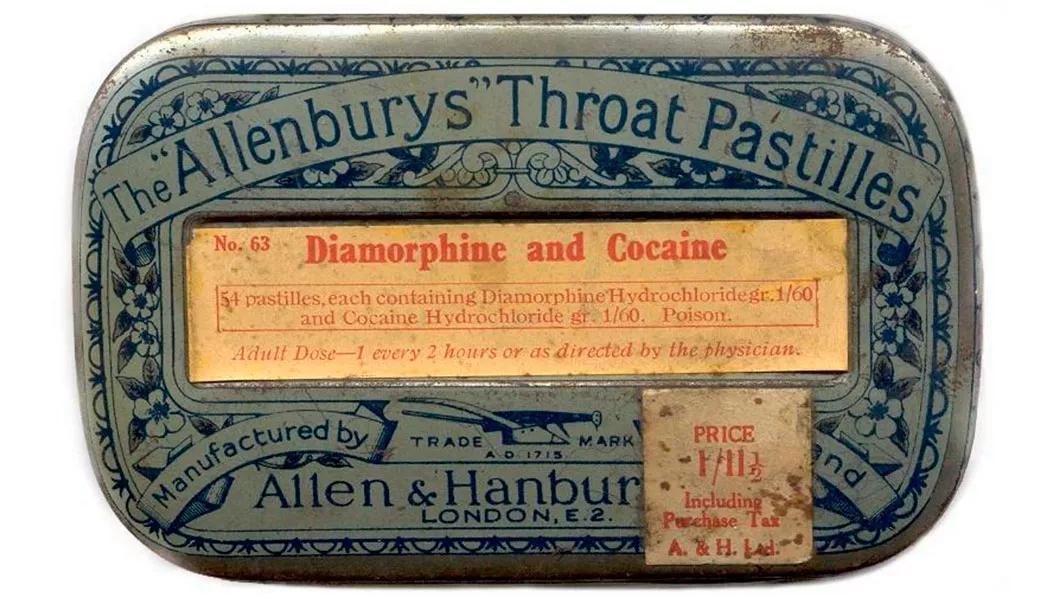 The "Allenburys" Throat Pastilles
No. 63 Diamorphine and Cocaine
54 pastilles, each containing Diamorphine Hydrochloride gr. 1/60
and Cocaine Hydrochloride gr. 1/60. Poison.
Adult Dose—1 every 2 hours or as directed by the physician.
Manufactured by
TRADE MARK
A.D. 1715
Allen & Hanbur
LONDON, E.2.
and
PRICE
1/11½
Including
Purchase Tax
A. & H. Ltd.